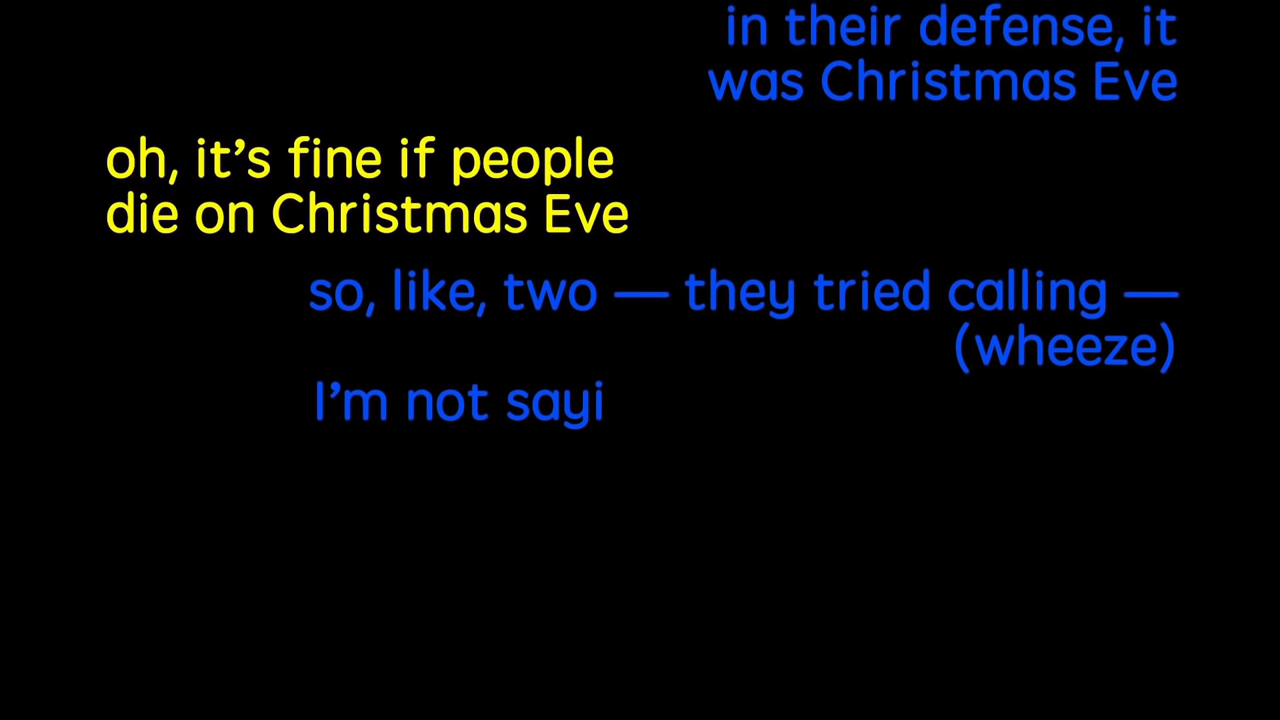 in their defense, it
was Christmas Eve
oh, it’s fine if people
die on Christmas Eve
so, like, two — they tried calling —
(wheeze)
I’m not sayi